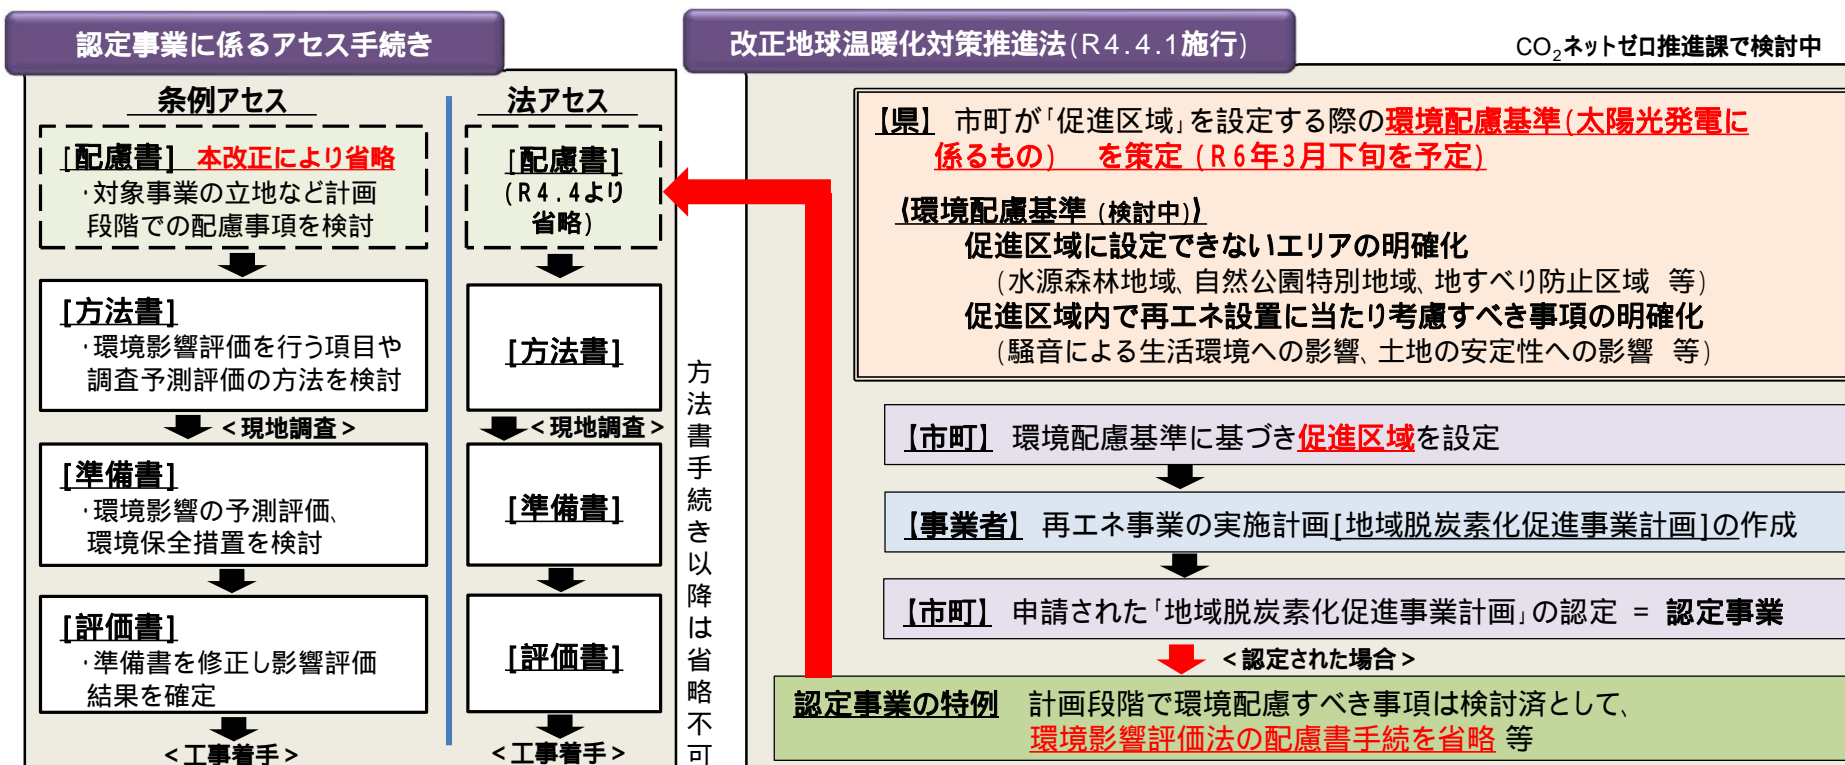 認定事業に係るアセス手続き
条例アセス
[配慮書] 本改正により省略
・対象事業の立地など計画
段階での配慮事項を検討
[方法書]
・環境影響評価を行う項目や
調査予測評価の方法を検討
<現地調査>
[準備書]
・環境影響の予測評価、
環境保全措置を検討
[評価書]
・準備書を修正し影響評価
結果を確定
<工事着手>
法アセス
[配慮書]
(R4.4より
省略)
[方法書]
<現地調査>
[準備書]
[評価書]
<工事着手>
方法書手続き以降は省略不可
改正地球温暖化対策推進法(R4.4.1施行)
CO₂ネットゼロ推進課で検討中
【県】 市町が「促進区域」を設定する際の環境配慮基準(太陽光発電に
係るもの) を策定(R6年3月下旬を予定)
《環境配慮基準(検討中)》
促進区域に設定できないエリアの明確化
(水源森林地域、自然公園特別地域、地すべり防止区域 等)
促進区域内で再エネ設置に当たり考慮すべき事項の明確化
(騒音による生活環境への影響、土地の安定性への影響 等)
【市町】 環境配慮基準に基づき促進区域を設定
【事業者】 再エネ事業の実施計画[地域脱炭素化促進事業計画]の作成
【市町】 申請された「地域脱炭素化促進事業計画」の認定 = 認定事業
<認定された場合>
認定事業の特例 計画段階で環境配慮すべき事項は検討済として、
環境影響評価法の配慮書手続を省略 等